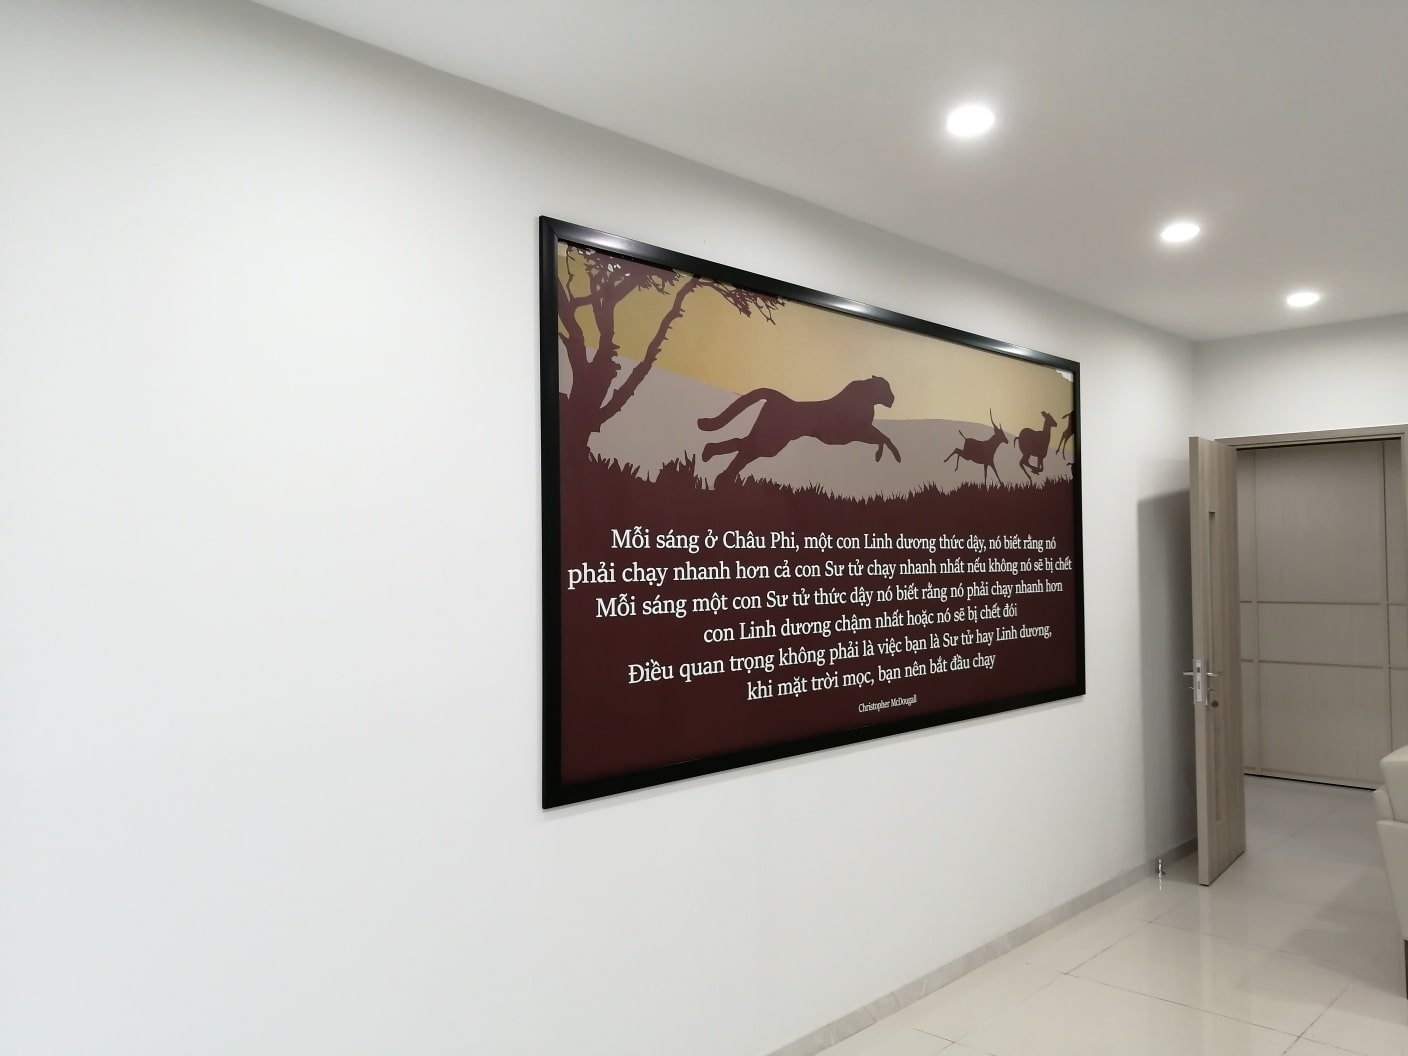 Mỗi sáng ở Châu Phi, một con Linh dương thức dậy, nó biết rằng nó
phải chạy nhanh hơn cả con Sư tử chạy nhanh nhất nếu không nó sẽ bị chết
Mỗi sáng một con Sư tử thức dậy nó biết rằng nó phải chạy nhanh hơn
con Linh dương chậm nhất hoặc nó sẽ bị chết đói
Điều quan trọng không phải là việc bạn là Sư tử hay Linh dương,
khi mặt trời mọc, bạn nên bắt đầu chạy
Christopher McDougall